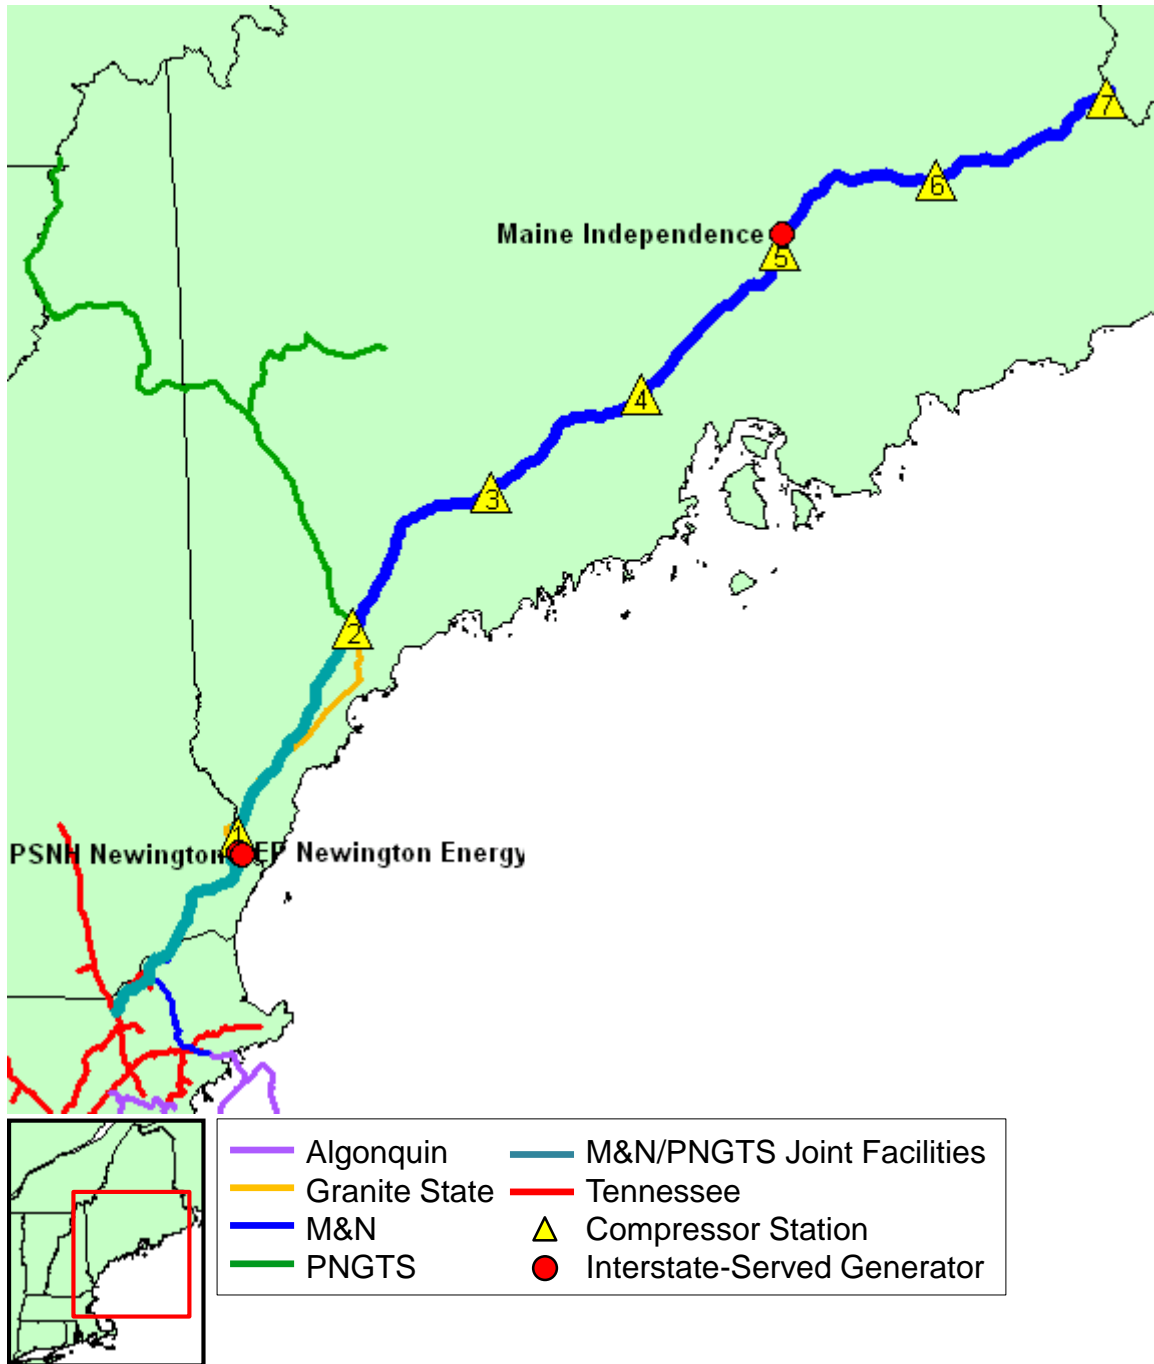 7
6
Maine Independence
5
4
3
2
1
PSNH Newington EP Newington Energy
Algonquin
M&N/PNGTS Joint Facilities
Granite State
Tennessee
M&N
Compressor Station
PNGTS
Interstate-Served Generator